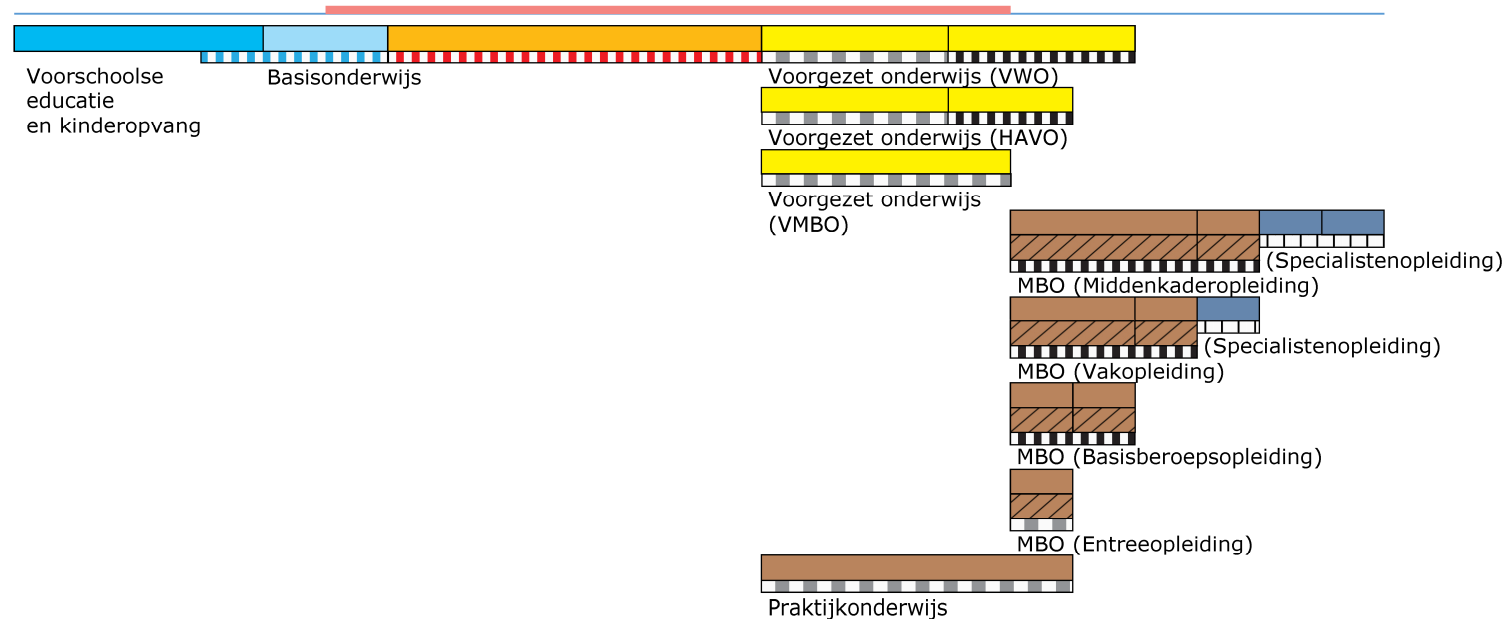 Voorschoolse
educatie
en kinderopvang
Basisonderwijs
Voorgezet onderwijs (VWO)
Voorgezet onderwijs (HAVO)
Voorgezet onderwijs
(VMBO)
(Specialistenopleiding)
MBO (Middenkaderopleiding)
(Specialistenopleiding)
MBO (Vakopleiding)
MBO (Basisberoepsopleiding)
MBO (Entreeopleiding)
Praktijkonderwijs